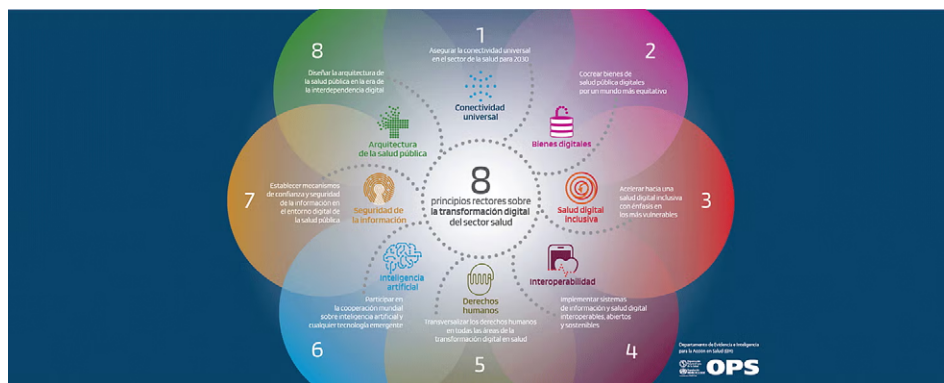 8
principios rectores sobre
la transformación digital
del sector salud
1
Asegurar la conectividad universal
en el sector de la salud para 2030
Conectividad
universal
2
Cocrear bienes de
salud pública digitales
por un mundo más equitativo
Bienes digitales
3
Acelerar hacia una
salud digital inclusiva
con énfasis en
los más vulnerables
Salud digital
inclusiva
4
Implementar sistemas
de información y salud digital
interoperables, abiertos
y sostenibles
Interoperabilidad
5
Derechos
humanos
Transversalizar los derechos humanos
en todas las áreas de la
transformación digital en salud
6
Inteligencia
artificial
Participar en
la cooperación mundial
sobre inteligencia artificial y
cualquier tecnología emergente
7
Establecer mecanismos
de confianza y seguridad
de la información en
el entorno digital de
la salud pública
Seguridad de
la información
8
Diseñar la arquitectura de
la salud pública en la era de
la interdependencia digital
Arquitectura
de la salud pública
Departamento de Evidencia e Inteligencia
para la Acción en Salud (EIH)
OPS